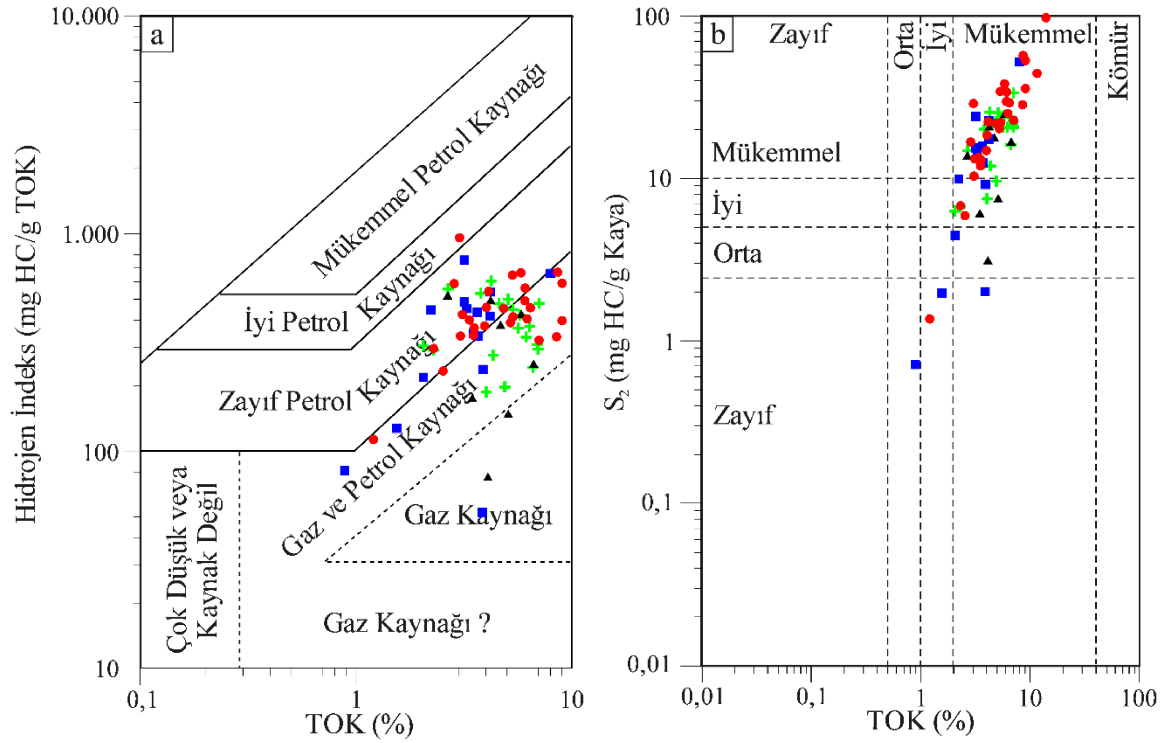 a
10.000
1.000
100
10
Hidrojen İndeks (mg HC/g TOK)
Mükemmel Petrol Kaynağı
İyi Petrol Kaynağı
Zayıf Petrol Kaynağı
Gaz ve Petrol Kaynağı
Gaz Kaynağı
Gaz Kaynağı ?
Çok Düşük veya
Kaynak Değil
0,1
1
10
TOK (%)
b
100
10
1
0,1
0,01
S₂ (mg HC/g Kaya)
Zayıf
Orta
İyi
Mükemmel
Kömür
Mükemmel
İyi
Orta
Zayıf
0,01
0,1
1
10
100
TOK (%)